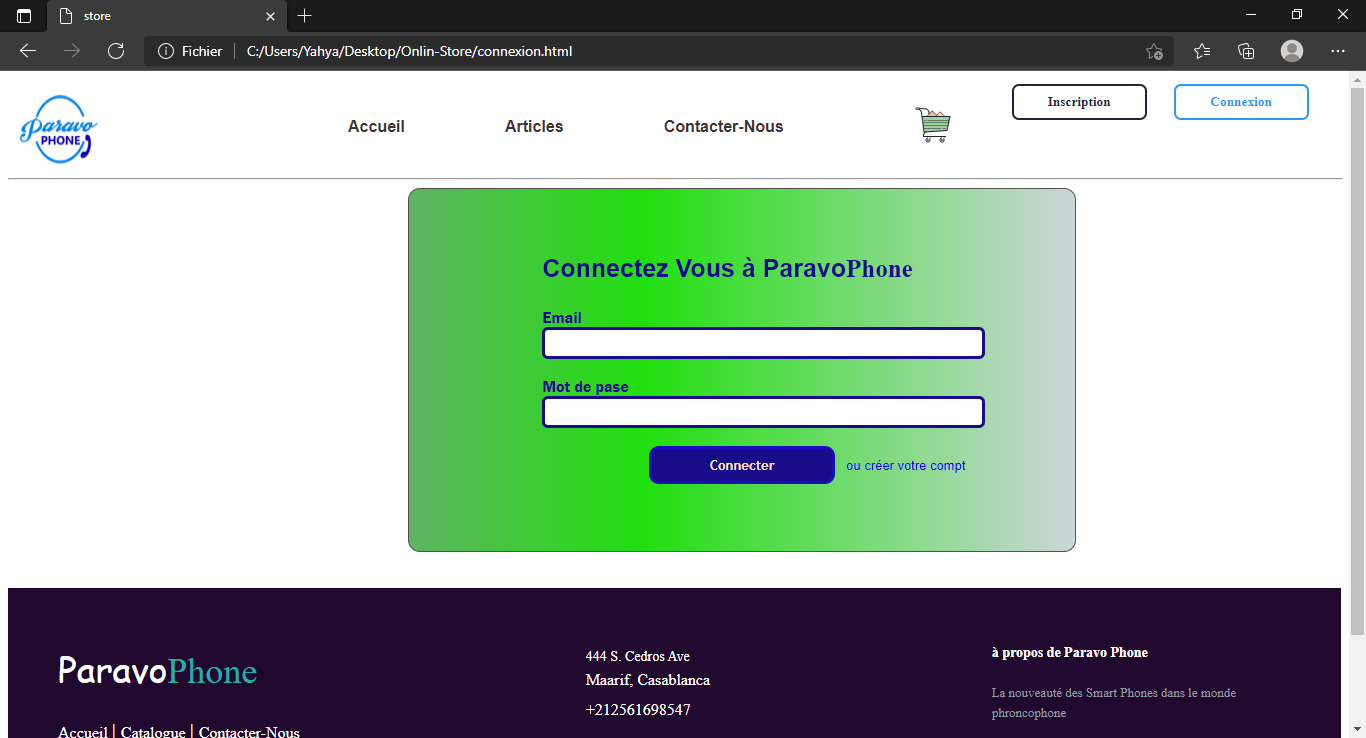 store
Fichier C:/Users/Yahya/Desktop/Onlin-Store/connexion.html
Paravo
PHONE
Accueil
Articles
Contacter-Nous
Inscription
Connexion
Connectez Vous à ParavoPhone
Email
Mot de pase
Connecter
ou créer votre compt
ParavoPhone
Accueil | Catalogue | Contacter-Nous
444 S. Cedros Ave
Maarif, Casablanca
+212561698547
à propos de Paravo Phone
La nouveauté des Smart Phones dans le monde
phroncophone